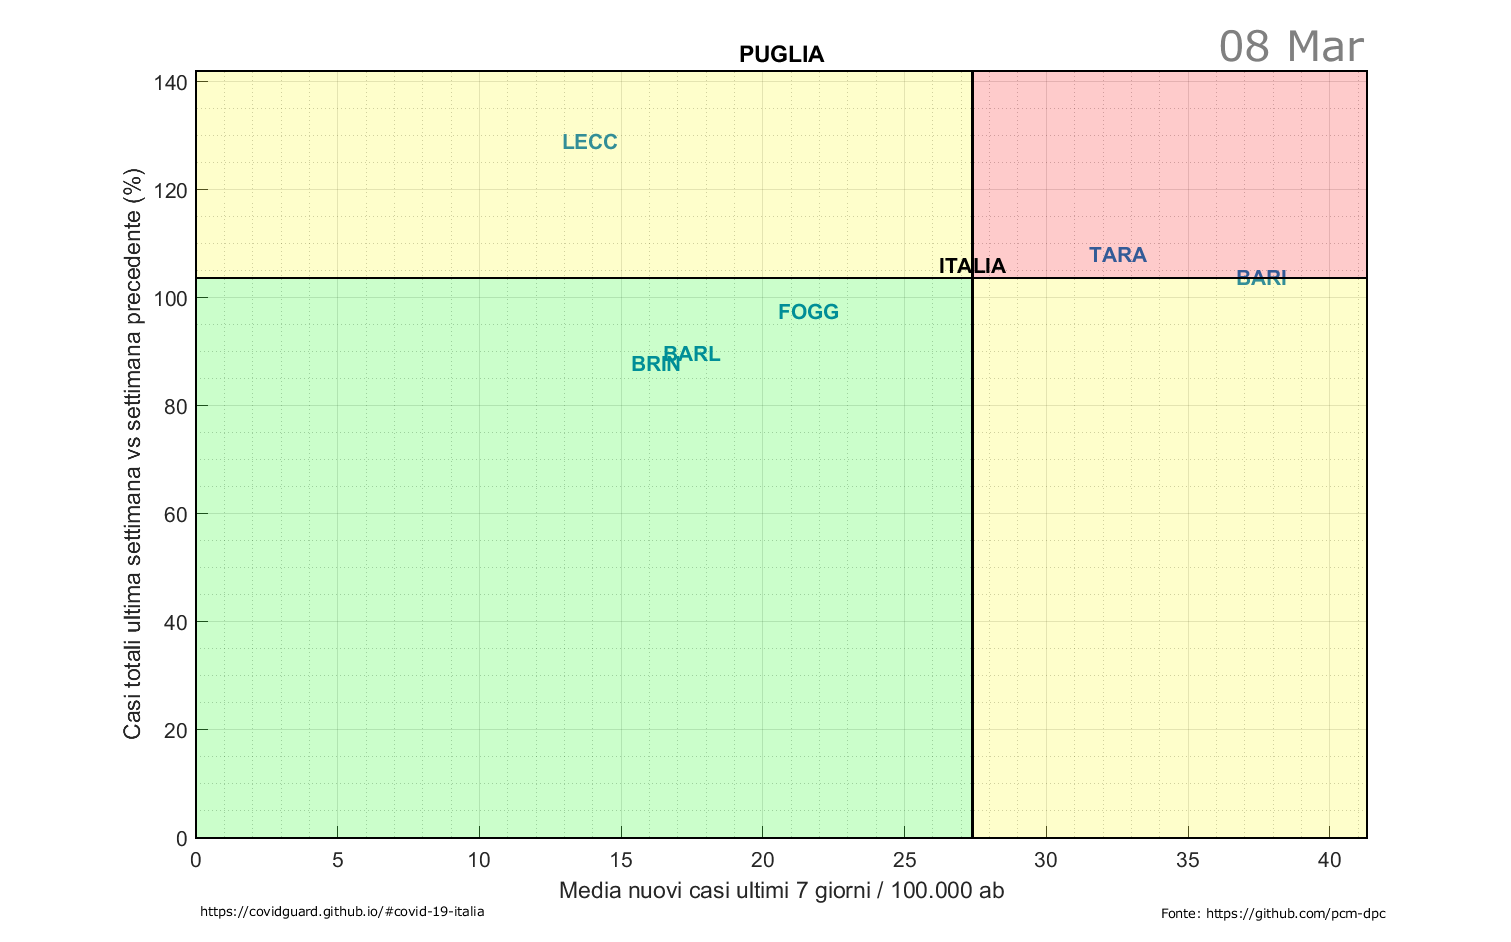 08 Mar
PUGLIA
140
120
100
80
60
40
20
0
Casi totali ultima settimana vs settimana precedente (%)
LECC
TARA
ITALIA
BARI
FOGG
BARL
BRIN
0 5 10 15 20 25 30 35 40
Media nuovi casi ultimi 7 giorni / 100.000 ab
https://covidguard.github.io/#covid-19-italia
Fonte: https://github.com/pcm-dpc